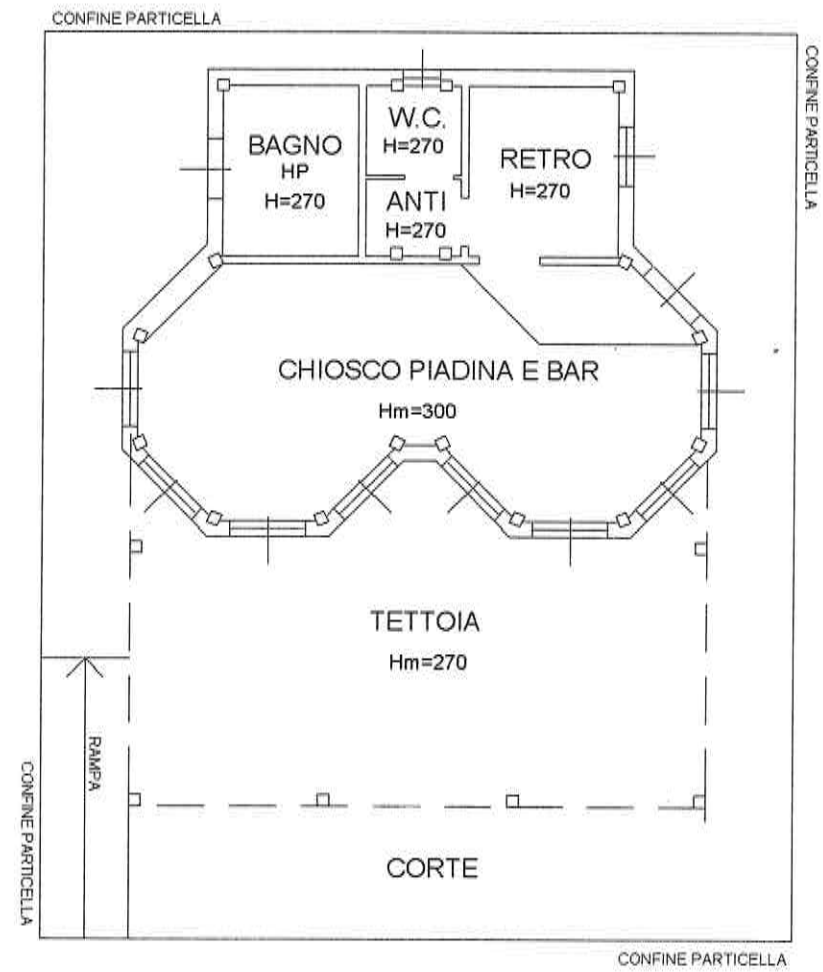 CONFINE PARTICELLA
CONFINE PARTICELLA
W.C.
H=270
BAGNO
HP
H=270
RETRO
H=270
ANTI
H=270
CHIOSCO PIADINA E BAR
Hm=300
TETTOIA
Hm=270
RAMPA
CONFINE PARTICELLA
CORTE
CONFINE PARTICELLA